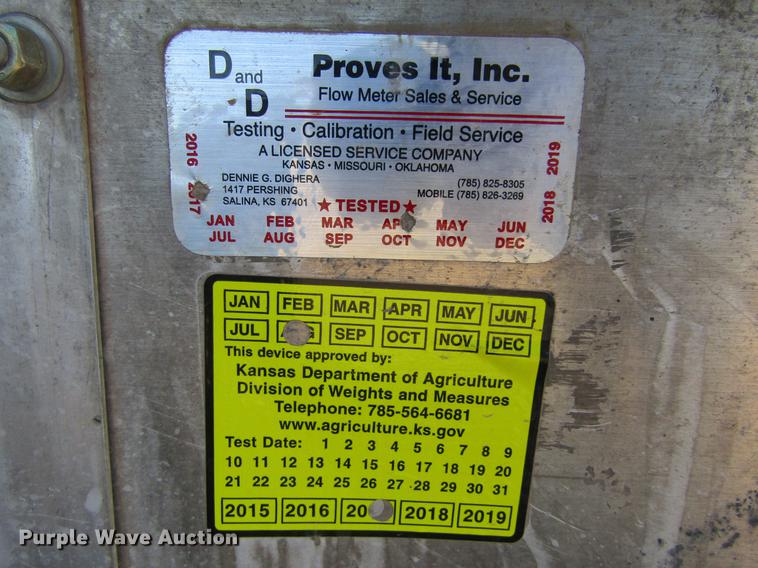 D and D
Proves It, Inc.
Flow Meter Sales & Service
Testing • Calibration • Field Service
A LICENSED SERVICE COMPANY
KANSAS • MISSOURI • OKLAHOMA
DENNIE G. DIGHERA
1417 PERSHING
SALINA, KS 67401
(785) 825-8305
MOBILE (785) 826-3269
2016
2018 2019
★ TESTED ★
JAN FEB MAR MAY JUN
JUL AUG SEP OCT NOV DEC
JAN FEB MAR APR MAY JUN
JUL SEP OCT NOV DEC
This device approved by:
Kansas Department of Agriculture
Division of Weights and Measures
Telephone: 785-564-6681
www.agriculture.ks.gov
Test Date: 1 2 3 4 5 6 7 8 9
10 11 12 13 14 15 16 17 18 19 20
21 22 23 24 25 26 27 28 29 30 31
2015 2016 2018 2019
Purple Wave Auction